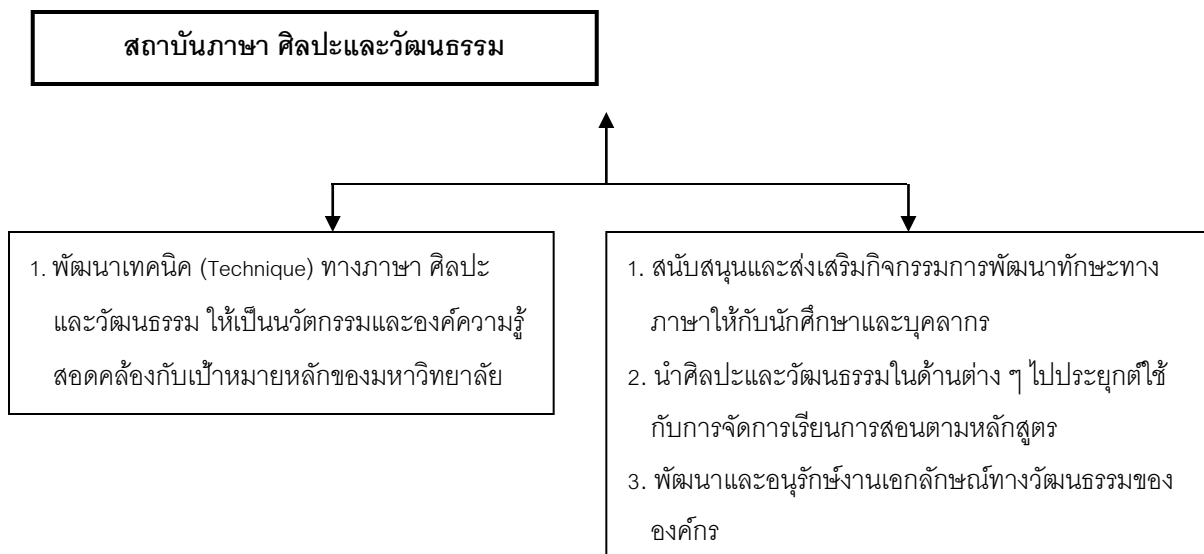 สถาบันภาษา ศิลปะและวัฒนธรรม
1. พัฒนาเทคนิค (Technique) ทางภาษา ศิลปะ
และวัฒนธรรม ให้เป็นนวัตกรรมและองค์ความรู้
สอดคล้องกับเป้าหมายหลักของมหาวิทยาลัย
1. สนับสนุนและส่งเสริมกิจกรรมการพัฒนาทักษะทาง
ภาษาให้กับนักศึกษาและบุคลากร
2. นำศิลปะและวัฒนธรรมในด้านต่าง ๆ ไปประยุกต์ใช้
กับการจัดการเรียนการสอนตามหลักสูตร
3. พัฒนาและอนุรักษ์งานเอกลักษณ์ทางวัฒนธรรมของ
องค์กร